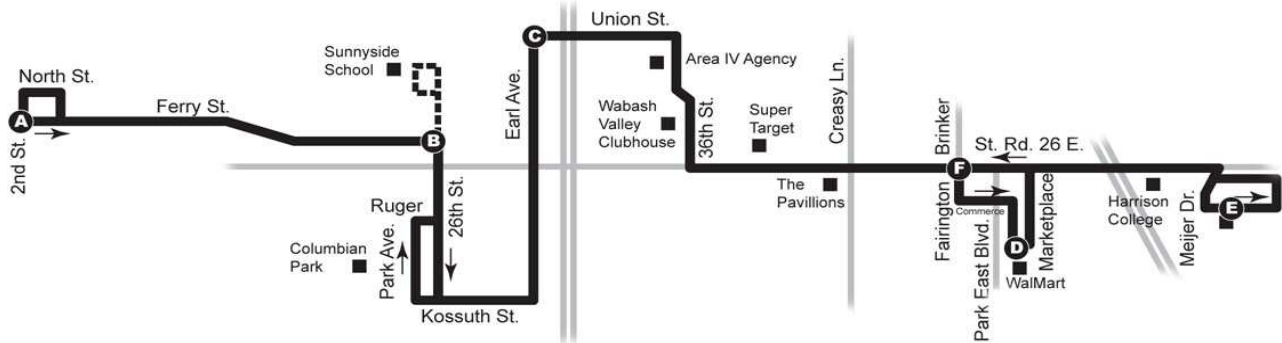 Union St.
C
Sunnyside
School
Area IV Agency
North St.
Ferry St.
Earl Ave.
Creasy Ln.
Wabash
Valley
Clubhouse
36th St.
Super
Target
Brinker
A
2nd St.
B
St. Rd. 26 E.
F
The
Pavillions
Ruger
26th St.
Park Ave.
Columbian
Park
Kossuth St.
Fairington
Commerce
Park East Blvd.
Marketplace
D
WalMart
Harrison
College
Meijer Dr.
E